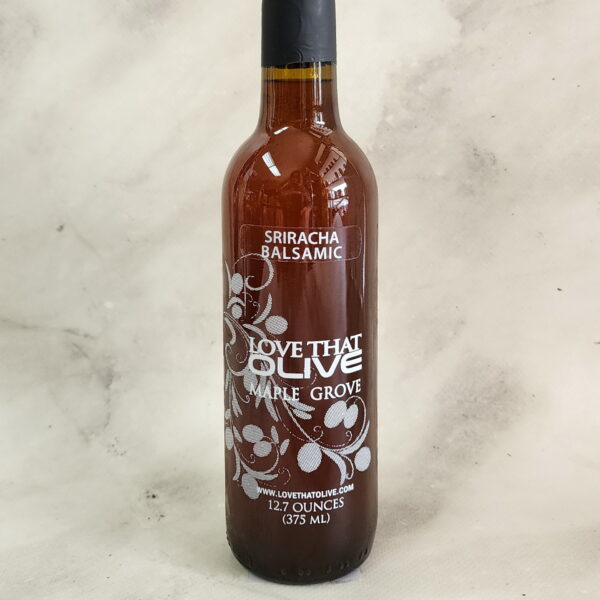 SRIRACHA
BALSAMIC
LOVE THAT
OLIVE
MAPLE GROVE
WWW.LOVETHATOLIVE.COM
12.7 OUNCES
(375 ML)